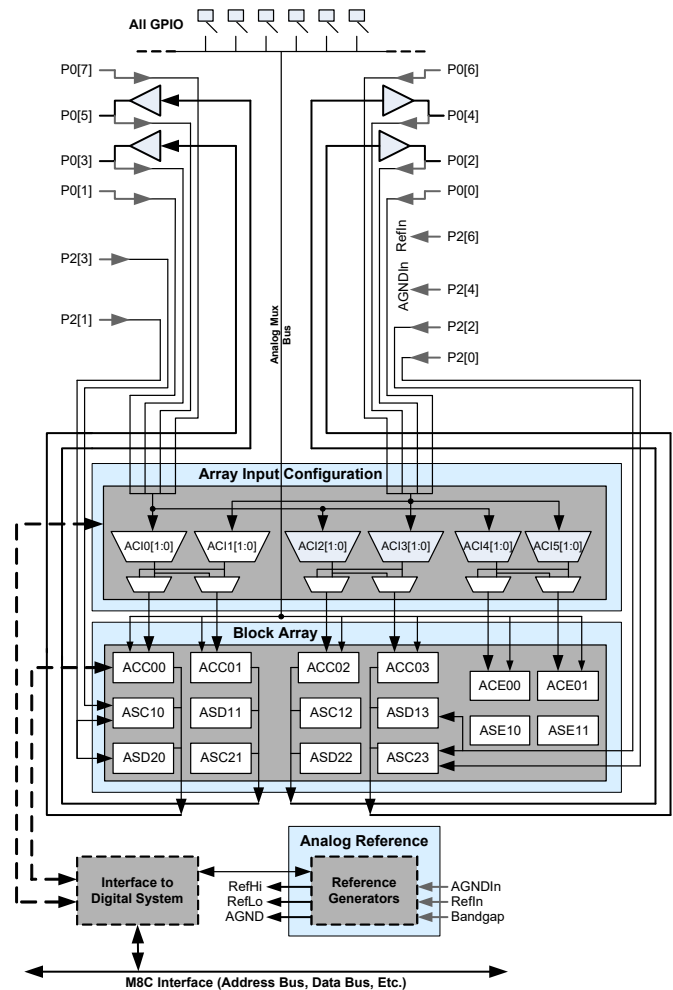 All GPIO
P0[7]
P0[6]
P0[5]
P0[4]
P0[3]
P0[2]
P0[1]
P0[0]
RefIn
P2[6]
P2[3]
AGNDIn
P2[4]
P2[1]
P2[2]
Analog Mux
Bus
P2[0]
Array Input Configuration
ACI0[1:0]
ACI1[1:0]
ACI2[1:0]
ACI3[1:0]
ACI4[1:0]
ACI5[1:0]
Block Array
ACC00
ACC01
ACC02
ACC03
ACE00
ACE01
ASC10
ASD11
ASC12
ASD13
ASE10
ASE11
ASD20
ASC21
ASD22
ASC23
Analog Reference
Interface to
Digital System
RefHi
RefLo
AGND
Reference
Generators
AGNDIn
RefIn
Bandgap
M8C Interface (Address Bus, Data Bus, Etc.)